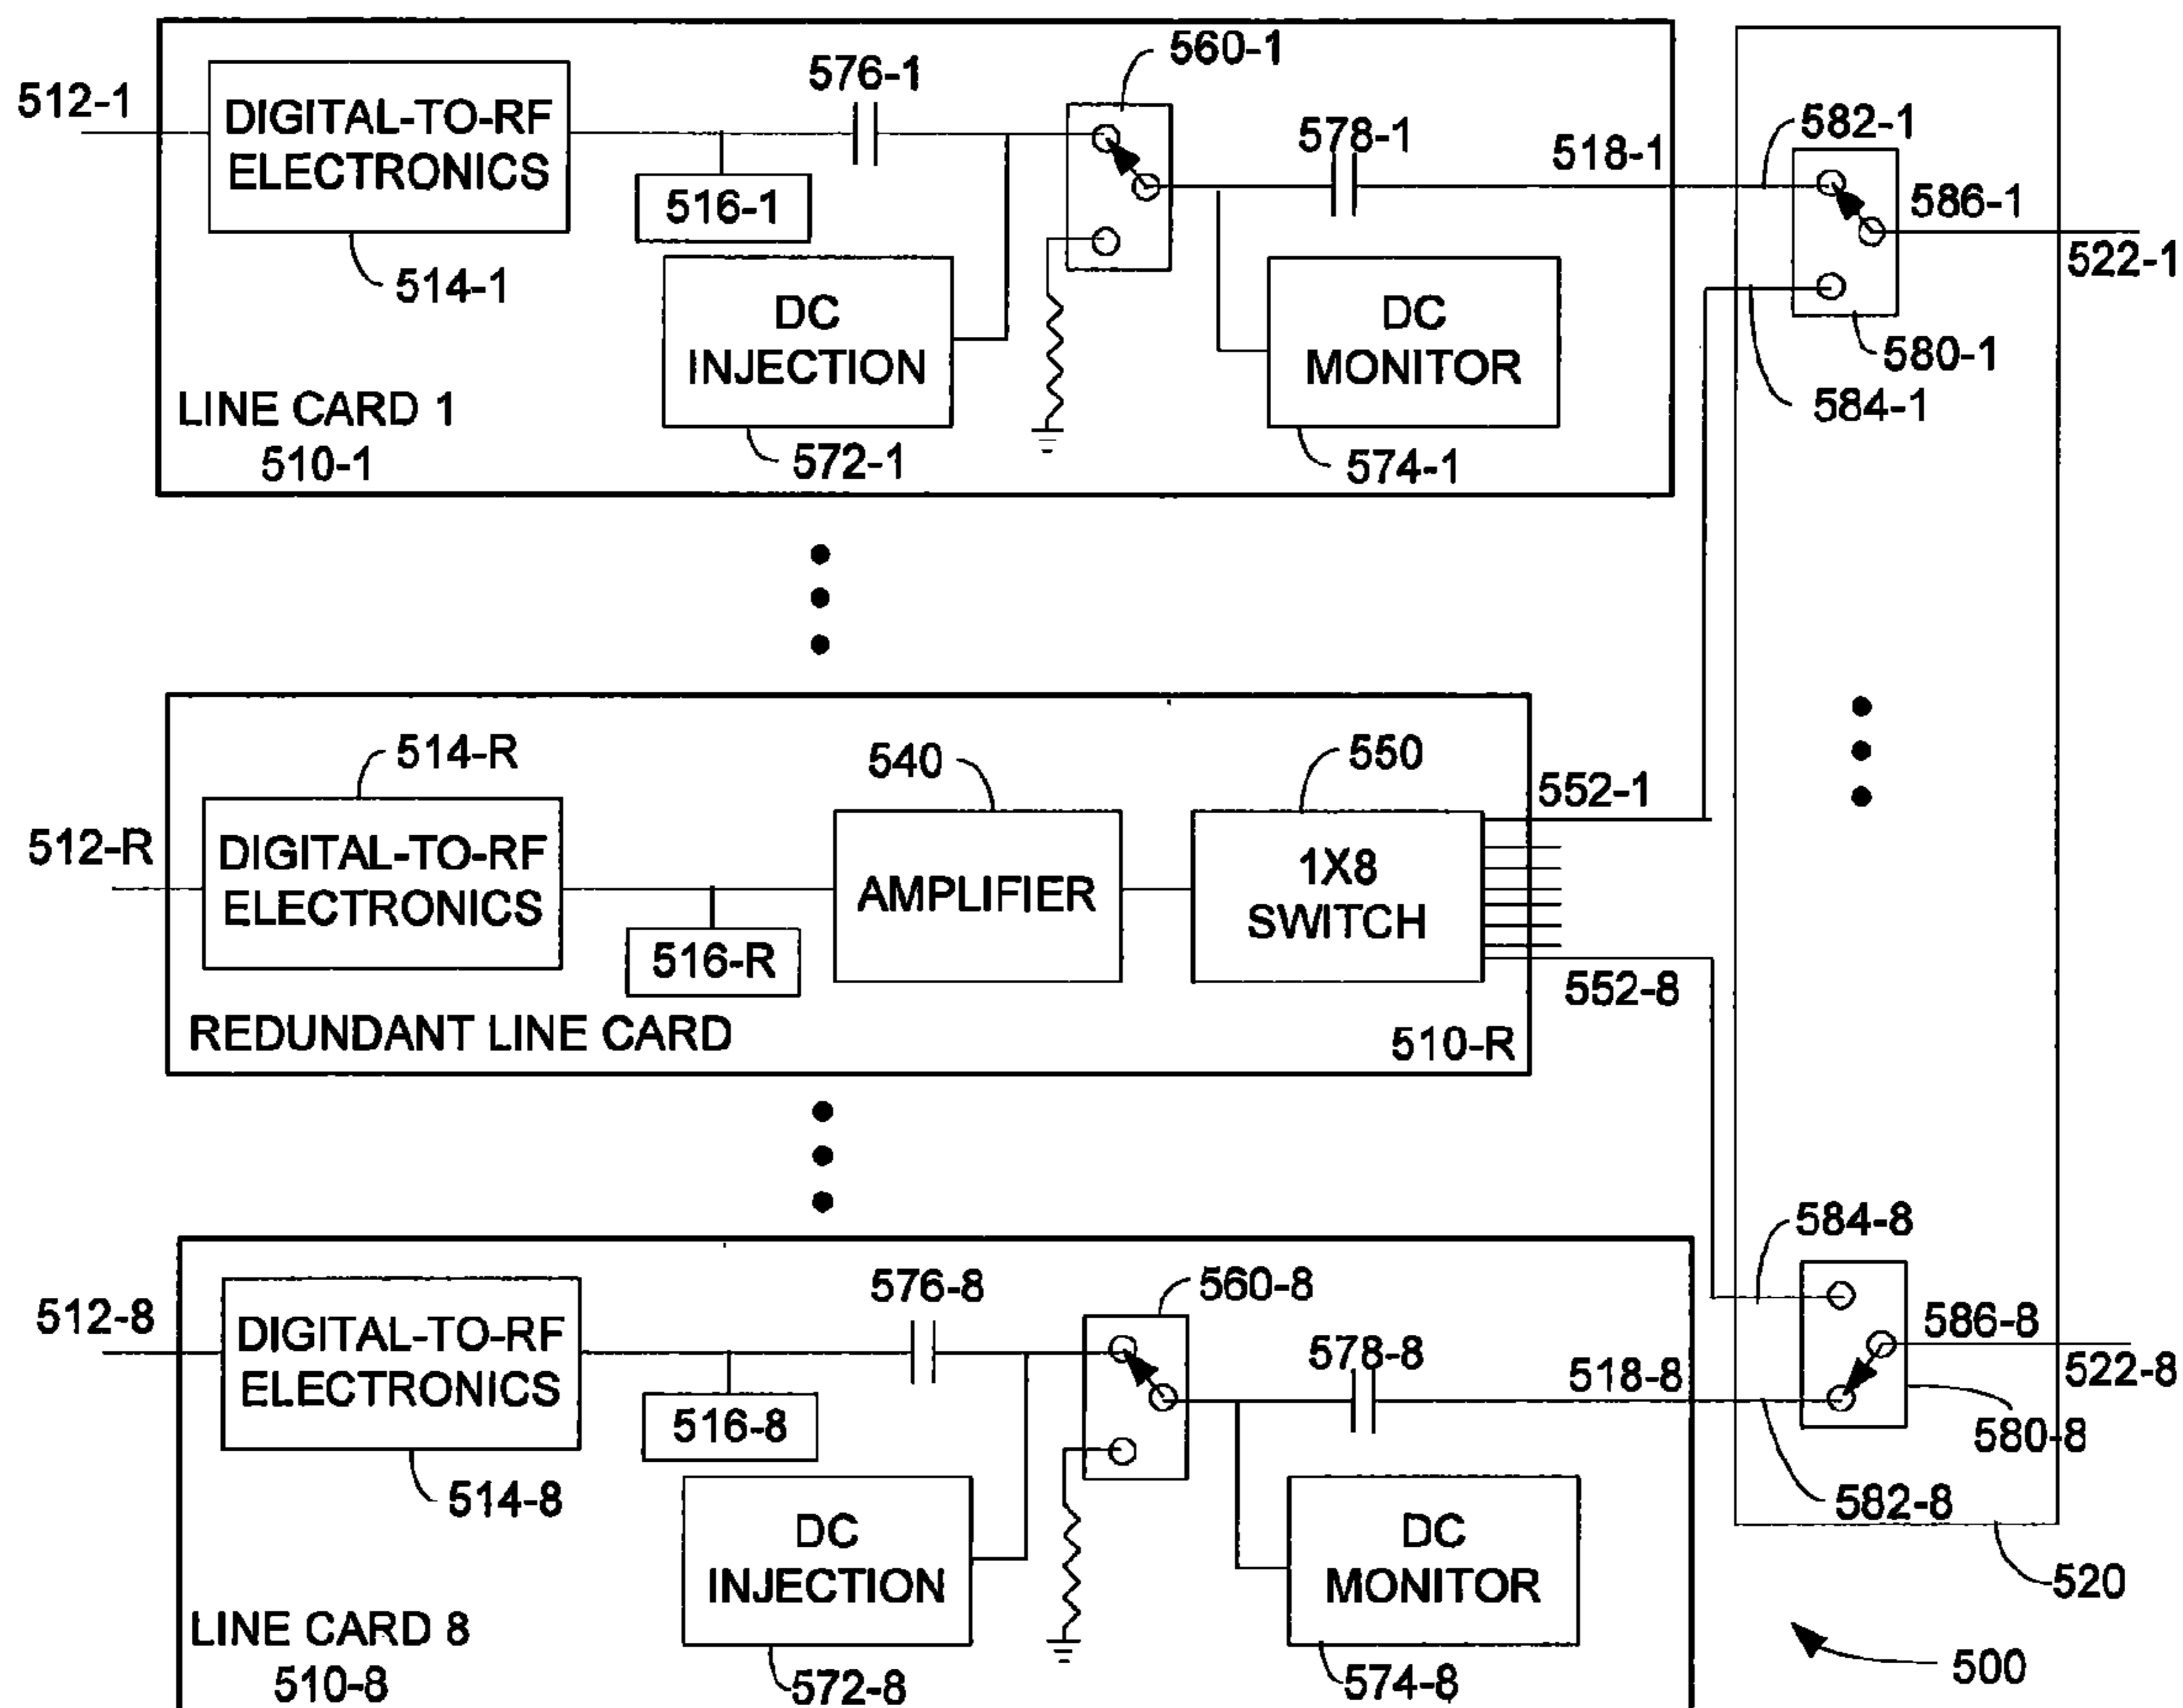 560-1
576-1
512-1
DIGITAL-TO-RF
ELECTRONICS
578-1
518-1
582-1
516-1
586-1
522-1
514-1
DC
INJECTION
DC
MONITOR
580-1
584-1
LINE CARD 1
510-1
572-1
574-1
514-R
540
550
552-1
512-R
DIGITAL-TO-RF
ELECTRONICS
AMPLIFIER
1X8
SWITCH
516-R
552-8
REDUNDANT LINE CARD
510-R
584-8
576-8
560-8
512-8
DIGITAL-TO-RF
ELECTRONICS
578-8
518-8
586-8
522-8
516-8
580-8
514-8
582-8
DC
INJECTION
DC
MONITOR
520
LINE CARD 8
510-8
572-8
574-8
500